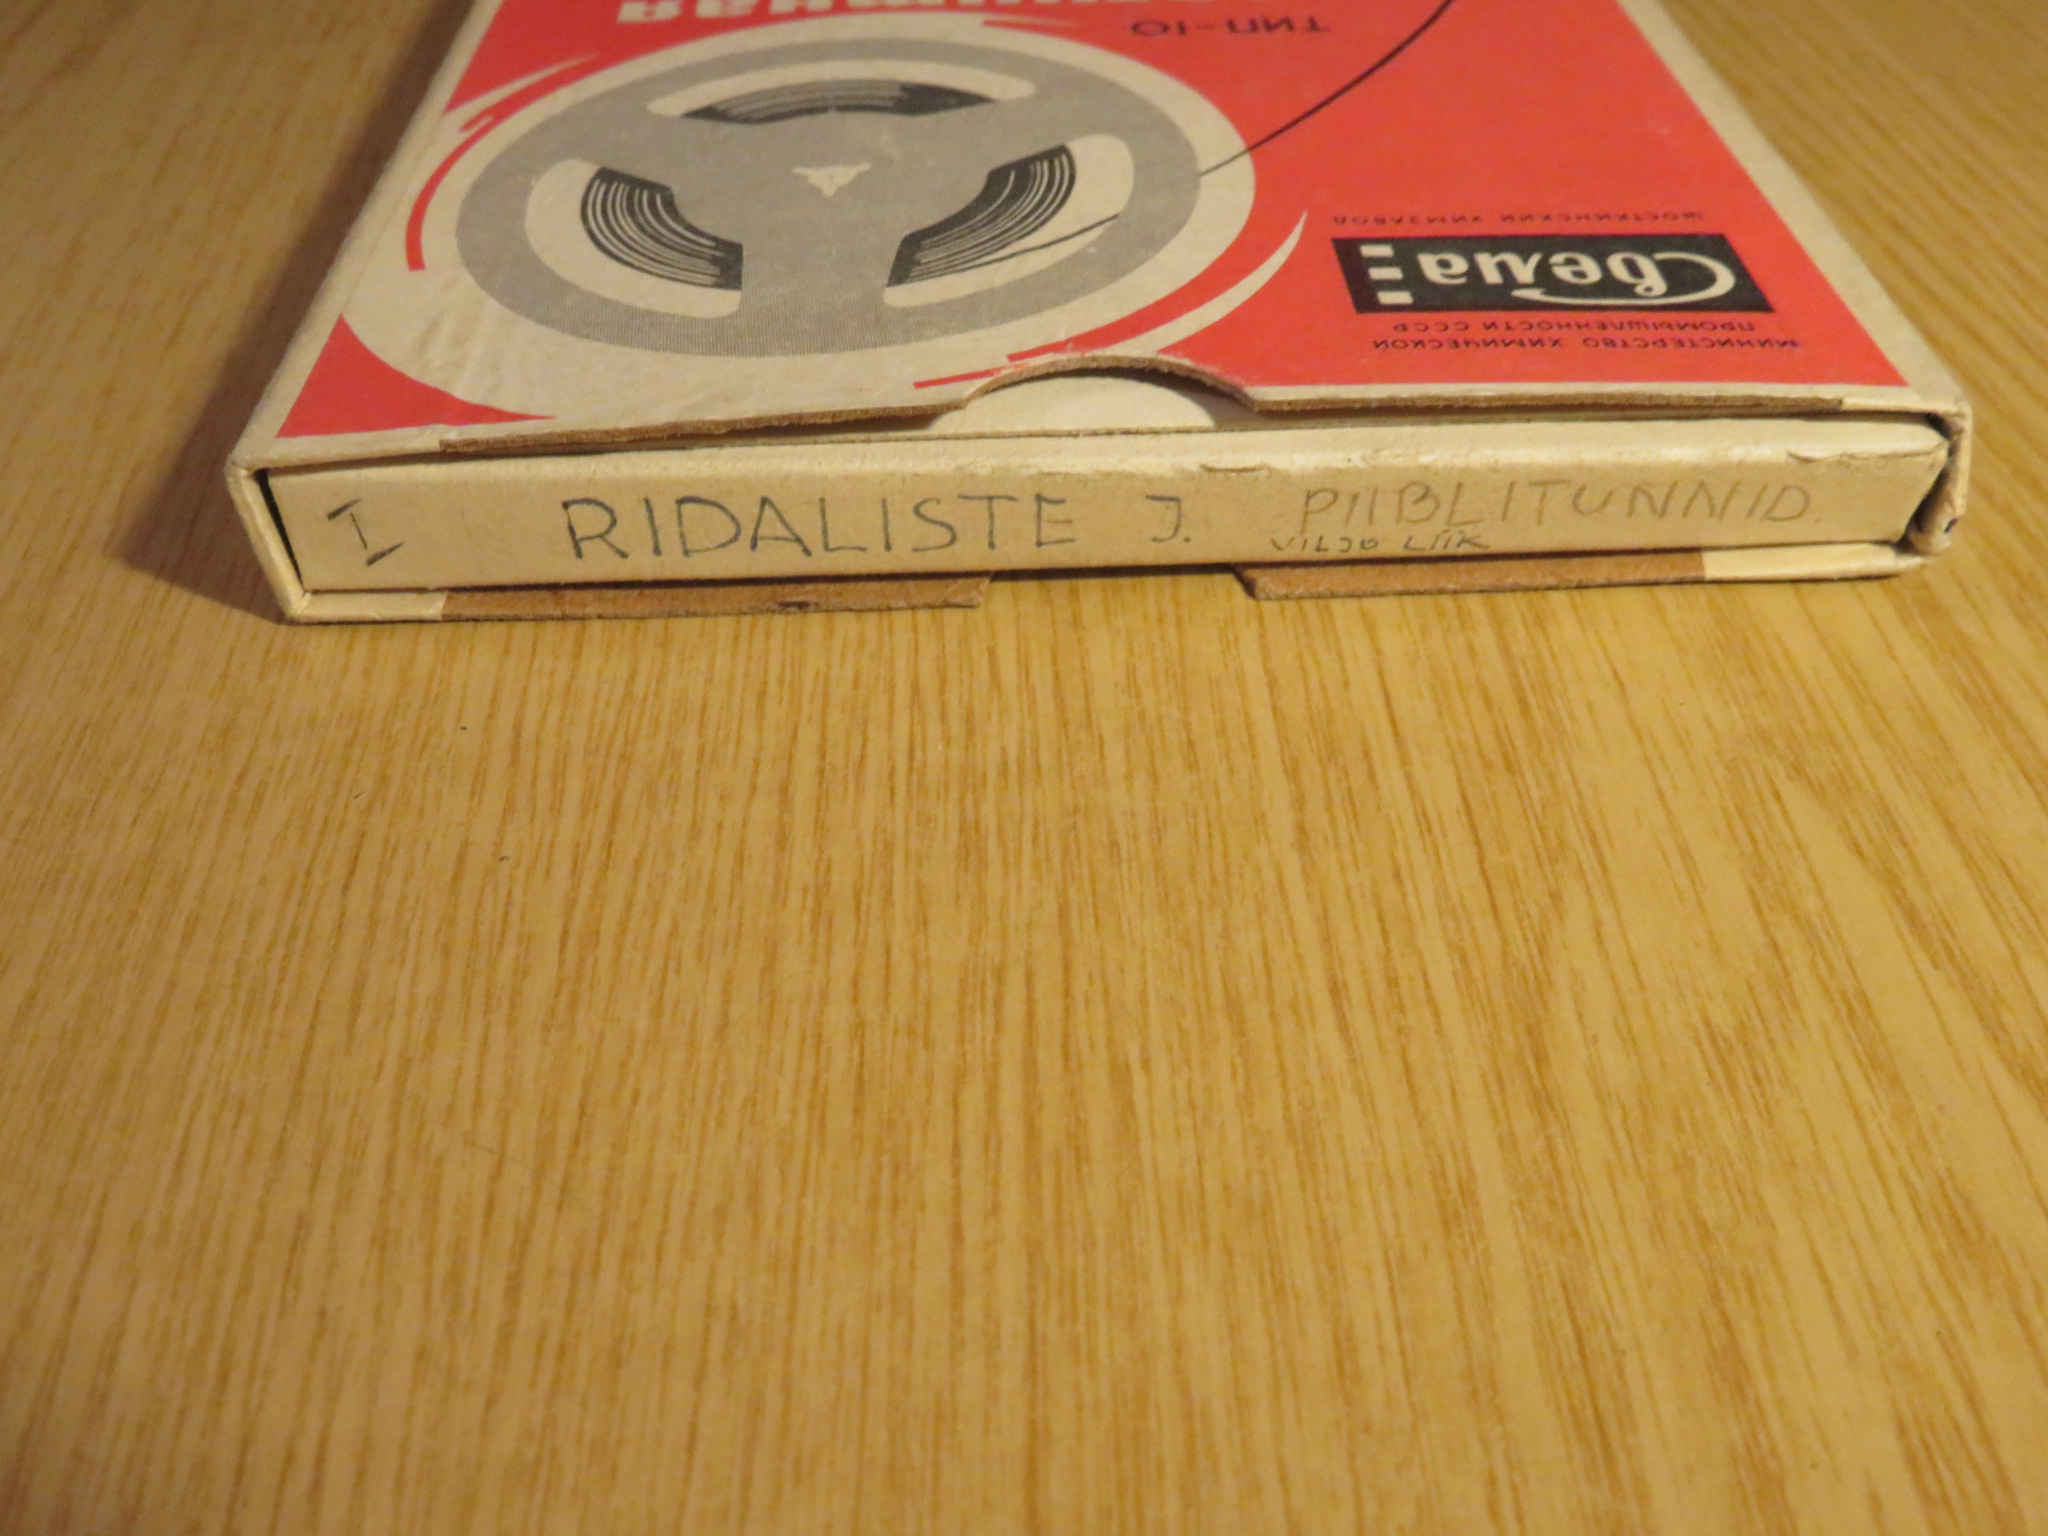 ТИП-10
ШОСТКИНСКИЙ ХИМЗАВОД
Свема
МИНИСТЕРСТВО ХИМИЧЕСКОЙ
ПРОМЫШЛЕННОСТИ СССР
I RIDALISTE J. PIIBLITUNNID.
VILJO LIIK